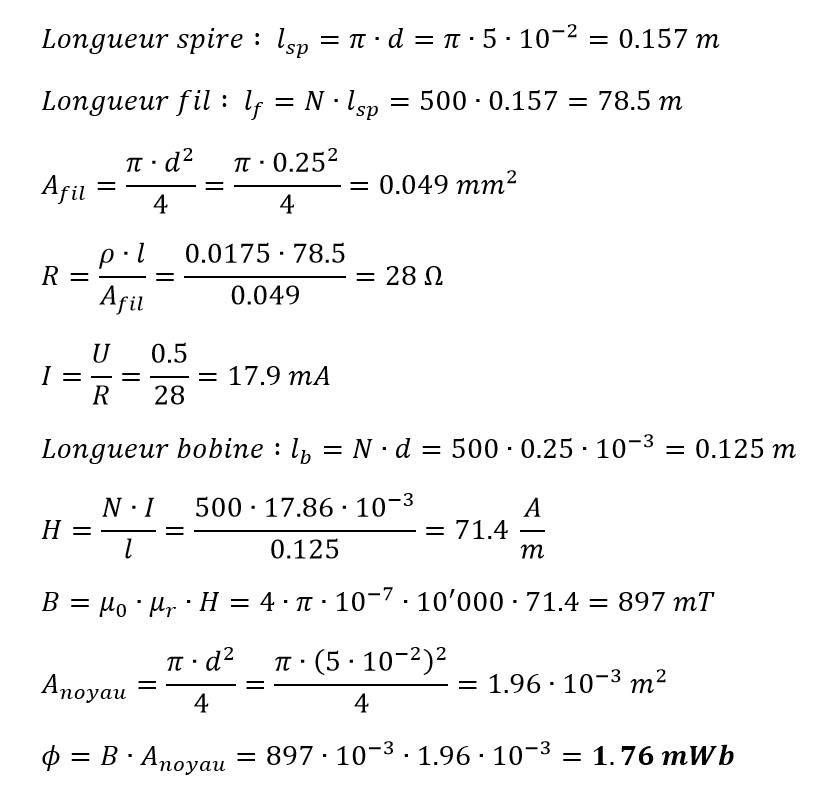 Longueur spire : l_sp = π · d = π · 5 · 10⁻² = 0.157 m
Longueur fil : l_f = N · l_sp = 500 · 0.157 = 78.5 m
A_fil = (π · d²)/4 = (π · 0.25²)/4 = 0.049 mm²
R = (ρ · l)/A_fil = (0.0175 · 78.5)/0.049 = 28 Ω
I = U/R = 0.5/28 = 17.9 mA
Longueur bobine : l_b = N · d = 500 · 0.25 · 10⁻³ = 0.125 m
H = (N · I)/l = (500 · 17.86 · 10⁻³)/0.125 = 71.4 A/m
B = μ₀ · μ_r · H = 4 · π · 10⁻⁷ · 10′000 · 71.4 = 897 mT
A_noyau = (π · d²)/4 = (π · (5 · 10⁻²)²)/4 = 1.96 · 10⁻³ m²
ϕ = B · A_noyau = 897 · 10⁻³ · 1.96 · 10⁻³ = 1.76 mWb